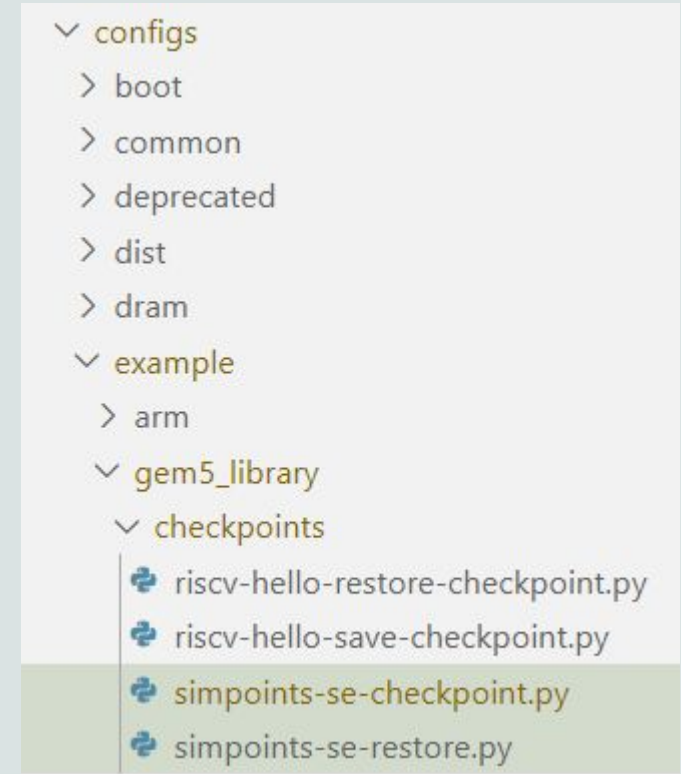 configs
boot
common
deprecated
dist
dram
example
arm
gem5_library
checkpoints
riscv-hello-restore-checkpoint.py
riscv-hello-save-checkpoint.py
simpoints-se-checkpoint.py
simpoints-se-restore.py